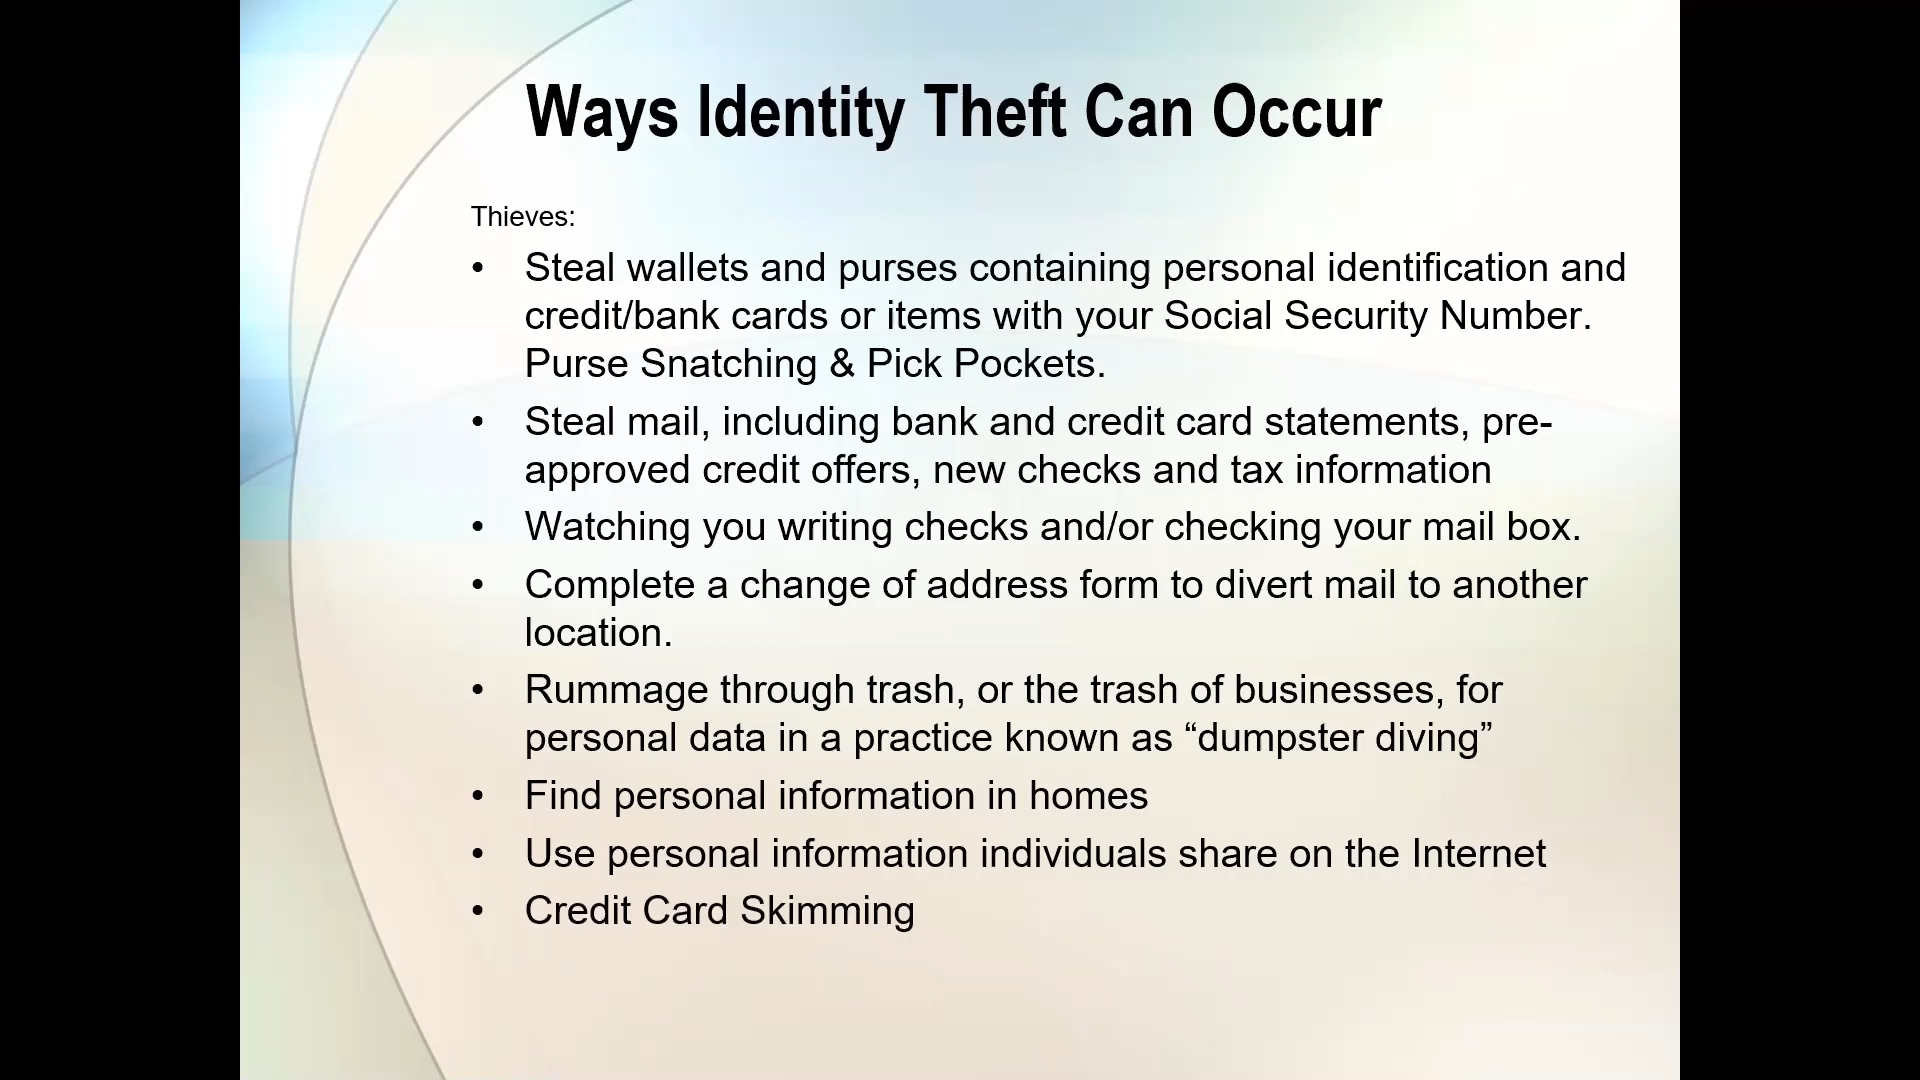 Ways Identity Theft Can Occur
Thieves:
• Steal wallets and purses containing personal identification and
credit/bank cards or items with your Social Security Number.
Purse Snatching & Pick Pockets.
• Steal mail, including bank and credit card statements, pre-
approved credit offers, new checks and tax information
• Watching you writing checks and/or checking your mail box.
• Complete a change of address form to divert mail to another
location.
• Rummage through trash, or the trash of businesses, for
personal data in a practice known as “dumpster diving”
• Find personal information in homes
• Use personal information individuals share on the Internet
• Credit Card Skimming